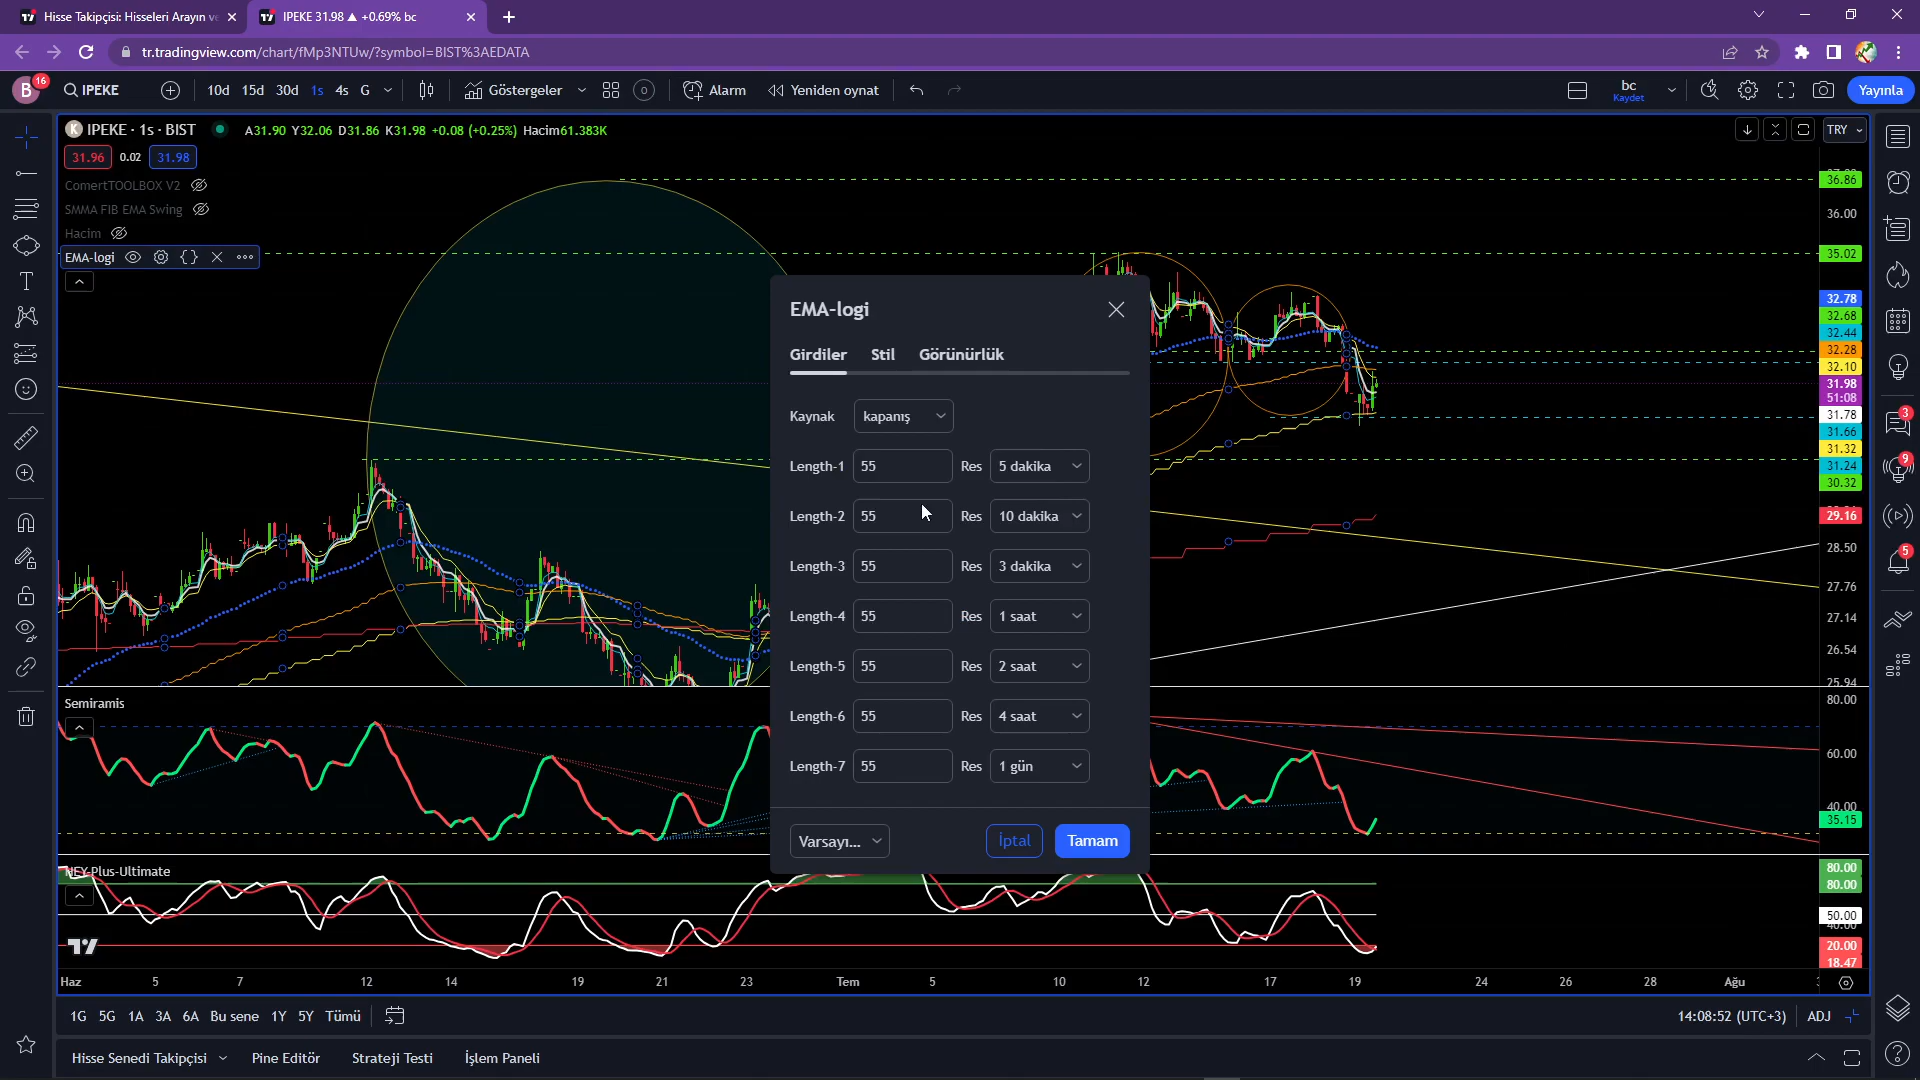 Hisse Takipçisi: Hisseleri Arayın ve
IPEKE 31.98 ▲ +0.69% bc
tr.tradingview.com/chart/fMp3NTUw/?symbol=BIST%3AEDATA
B 16 IPEKE 10d 15d 30d 1s 4s G Göstergeler Alarm Yeniden oynat bc Kaydet Yayınla
IPEKE · 1s · BIST A31.90 Y32.06 D31.86 K31.98 +0.08 (+0.25%) Hacim61.383K TRY
31.96 0.02 31.98
ComertTOOLBOX V2
SMMA FIB EMA Swing
Hacim
EMA-logi
36.86
36.00
35.02
32.78
32.68
32.44
32.28
32.10
31.98
51:08
31.78
31.66
31.32
31.24
30.32
29.16
28.50
27.76
27.14
26.54
25.94
3
9
5
EMA-logi
Girdiler Stil Görünürlük
Kaynak kapanış
Length-1 55 Res 5 dakika
Length-2 55 Res 10 dakika
Length-3 55 Res 3 dakika
Length-4 55 Res 1 saat
Length-5 55 Res 2 saat
Length-6 55 Res 4 saat
Length-7 55 Res 1 gün
Varsayı... İptal Tamam
Semiramis
80.00
60.00
40.00
35.15
HEY-Plus-Ultimate
80.00
80.00
50.00
40.00
20.00
18.47
Haz 5 7 12 14 19 21 23 Tem 5 10 12 17 19 24 26 28 Ağu
1G 5G 1A 3A 6A Bu sene 1Y 5Y Tümü 14:08:52 (UTC+3) ADJ
Hisse Senedi Takipçisi Pine Editör Strateji Testi İşlem Paneli